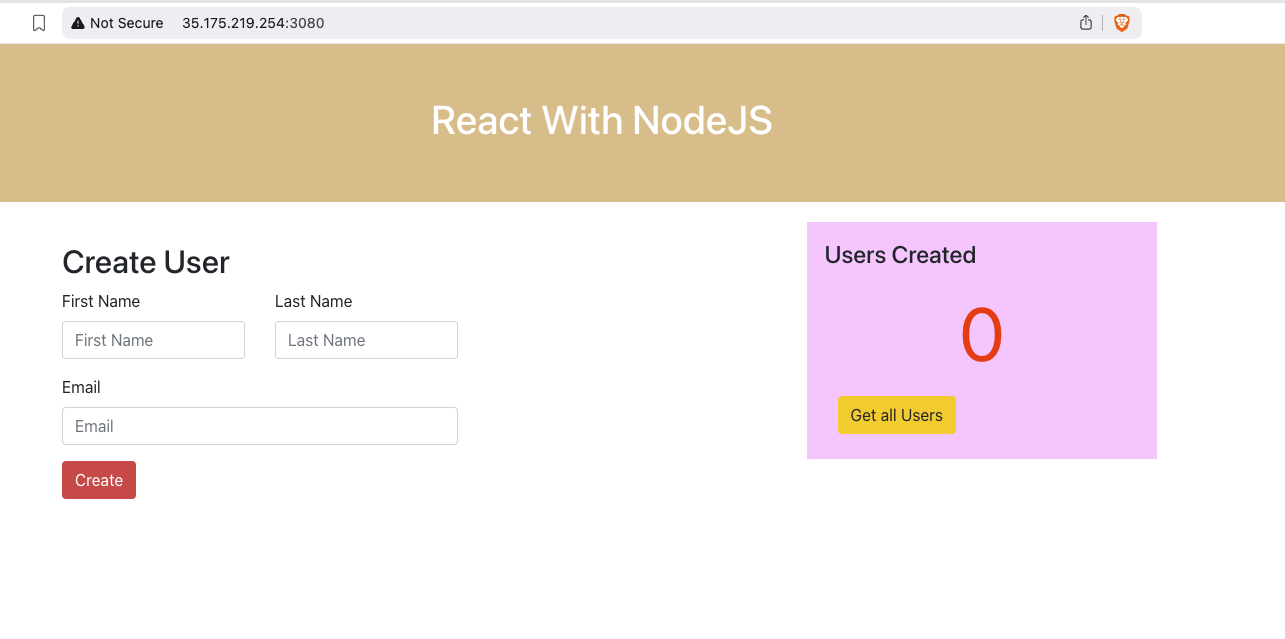 Not Secure 35.175.219.254:3080
React With NodeJS
Create User
First Name Last Name
First Name Last Name
Email
Email
Create
Users Created
0
Get all Users